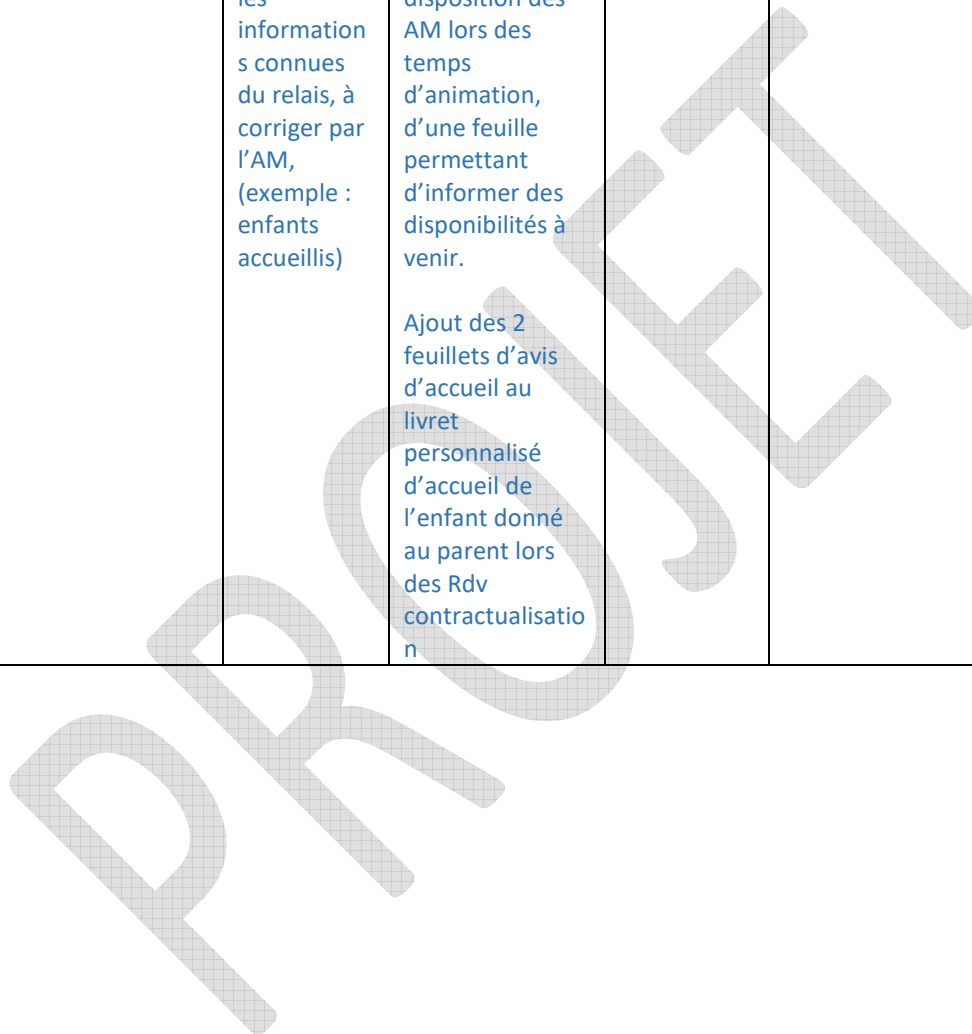 les
information
s connues
du relais, à
corriger par
l'AM,
(exemple :
enfants
accueillis)
disposition des
AM lors des
temps
d'animation,
d'une feuille
permettant
d'informer des
disponibilités à
venir.
Ajout des 2
feuillets d'avis
d'accueil au
livret
personnalisé
d'accueil de
l'enfant donné
au parent lors
des Rdv
contractualisatio
n
PROJET